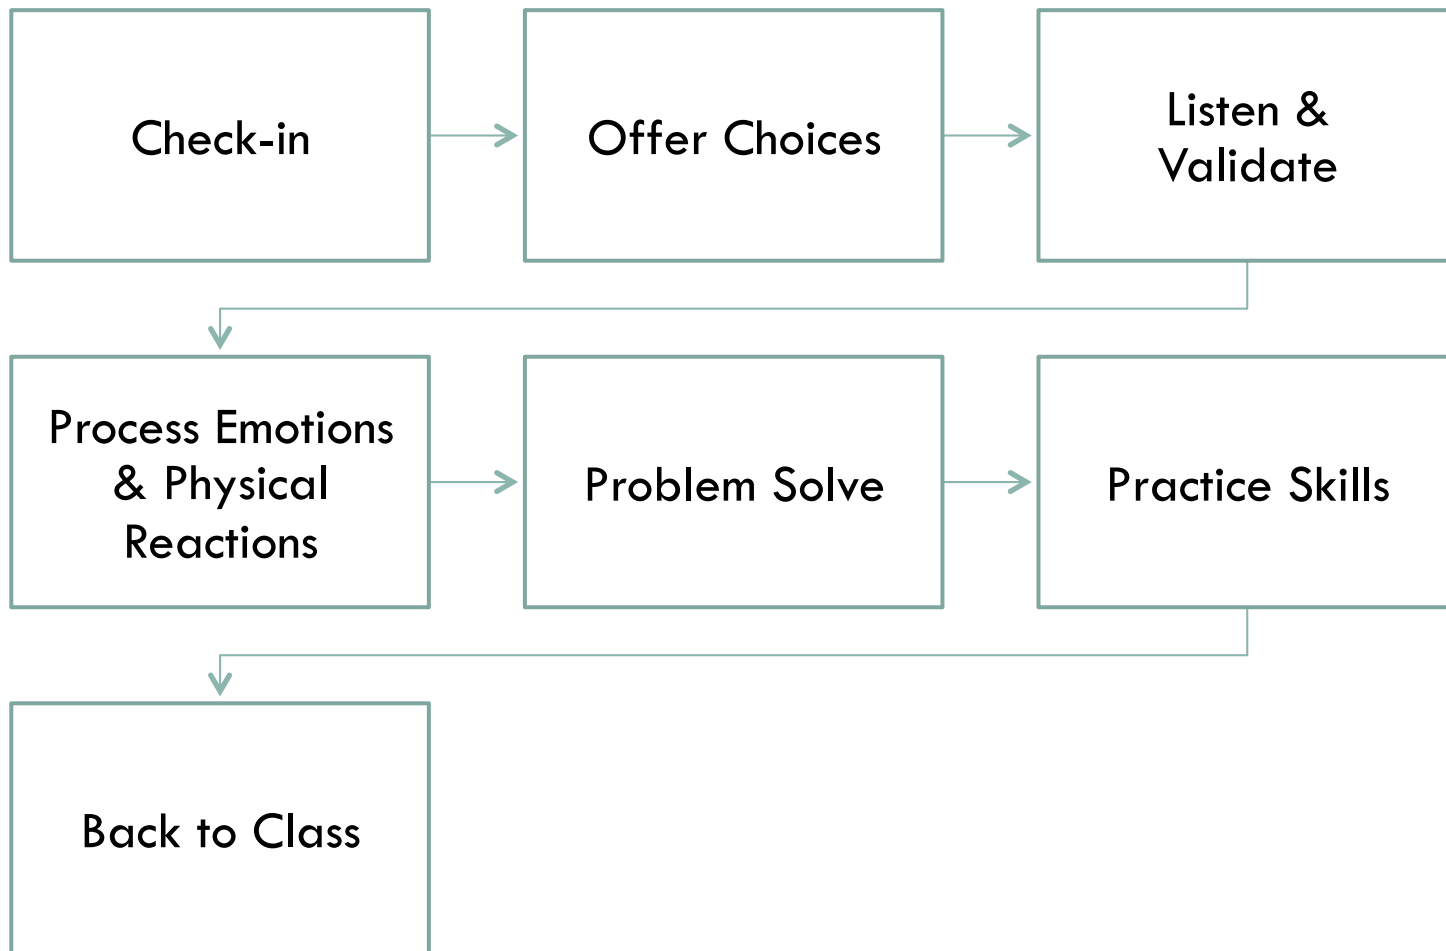 Check-in
Offer Choices
Listen &
Validate
Process Emotions
& Physical
Reactions
Problem Solve
Practice Skills
Back to Class